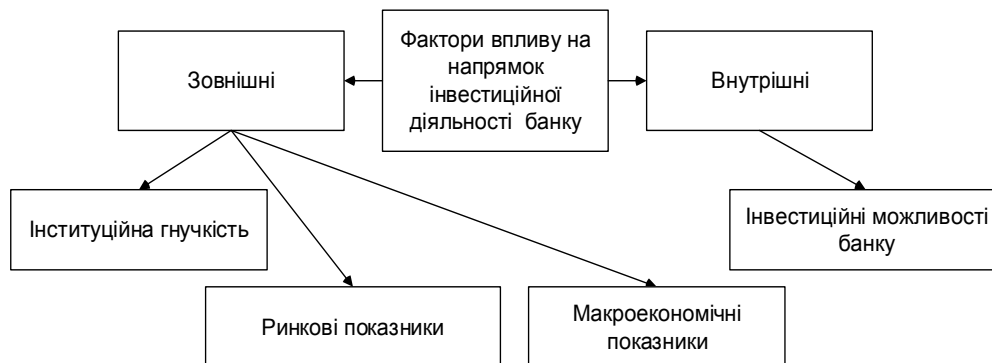 Фактори впливу на
напрямок
інвестиційної
діяльності банку
Зовнішні
Внутрішні
Інституційна гнучкість
Інвестиційні можливості
банку
Ринкові показники
Макроекономічні
показники